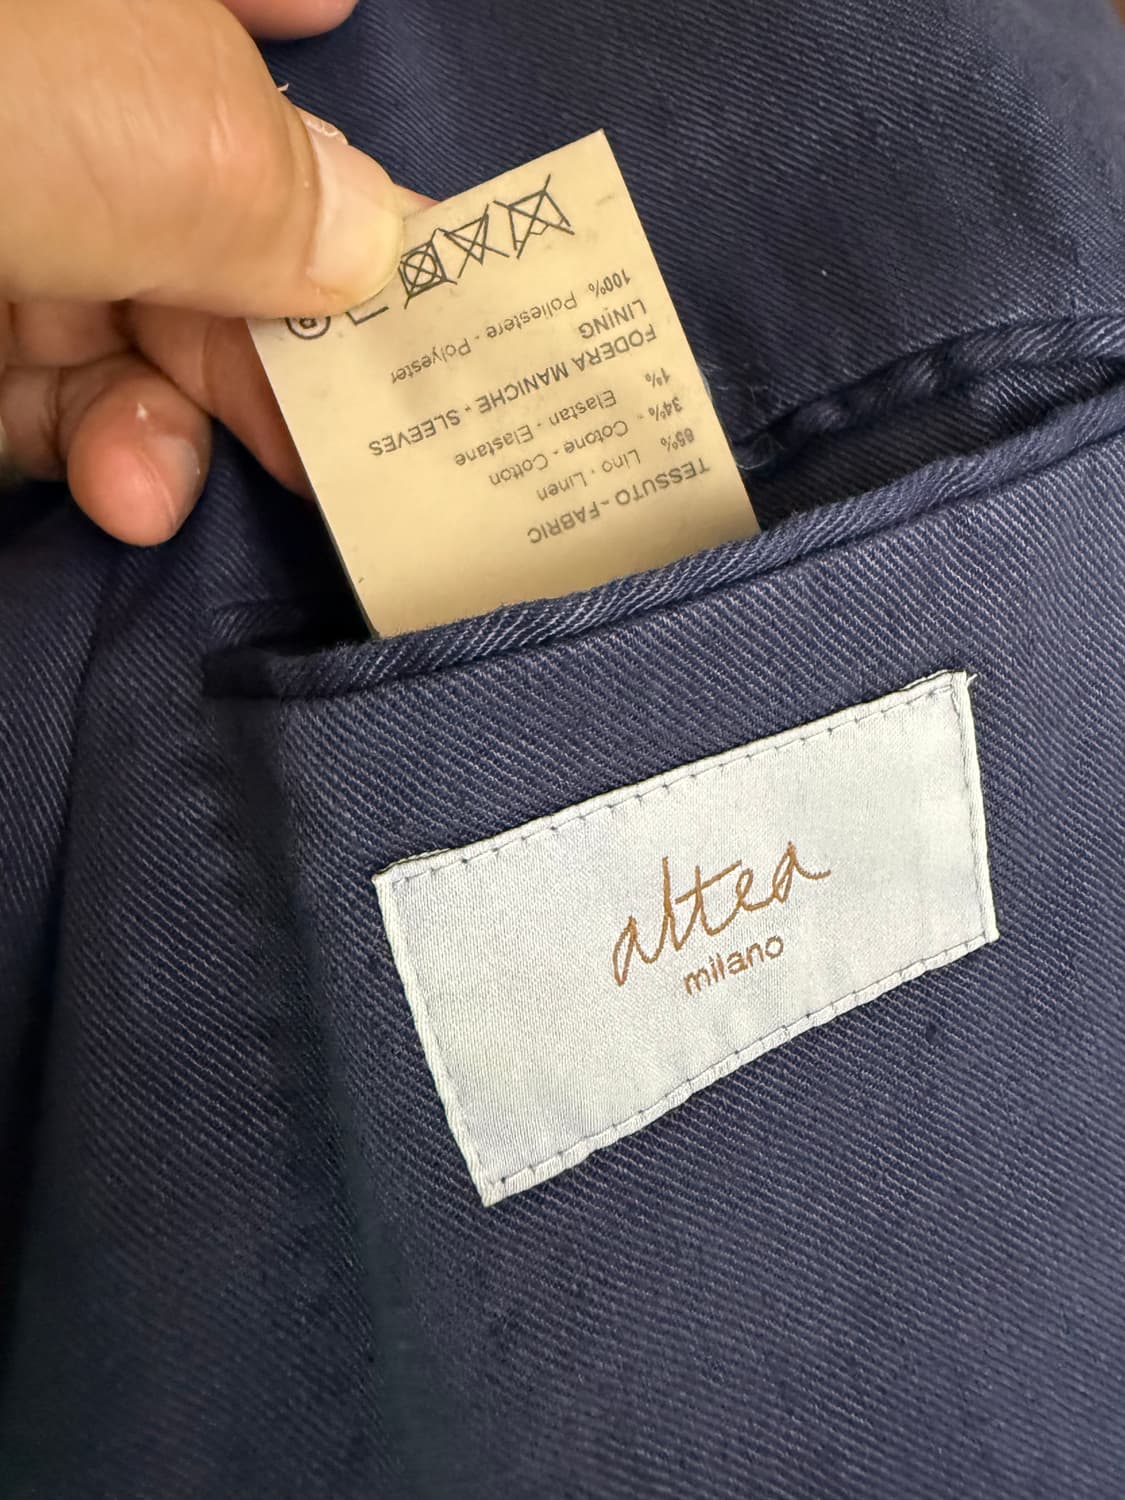 TESSUTO - FABRIC
65% Lino - Linen
34% Cotone - Cotton
1% Elastan - Elastane
FODERA MANICHE - SLEEVES
LINING
100% Poliestere - Polyester
P
altea
milano